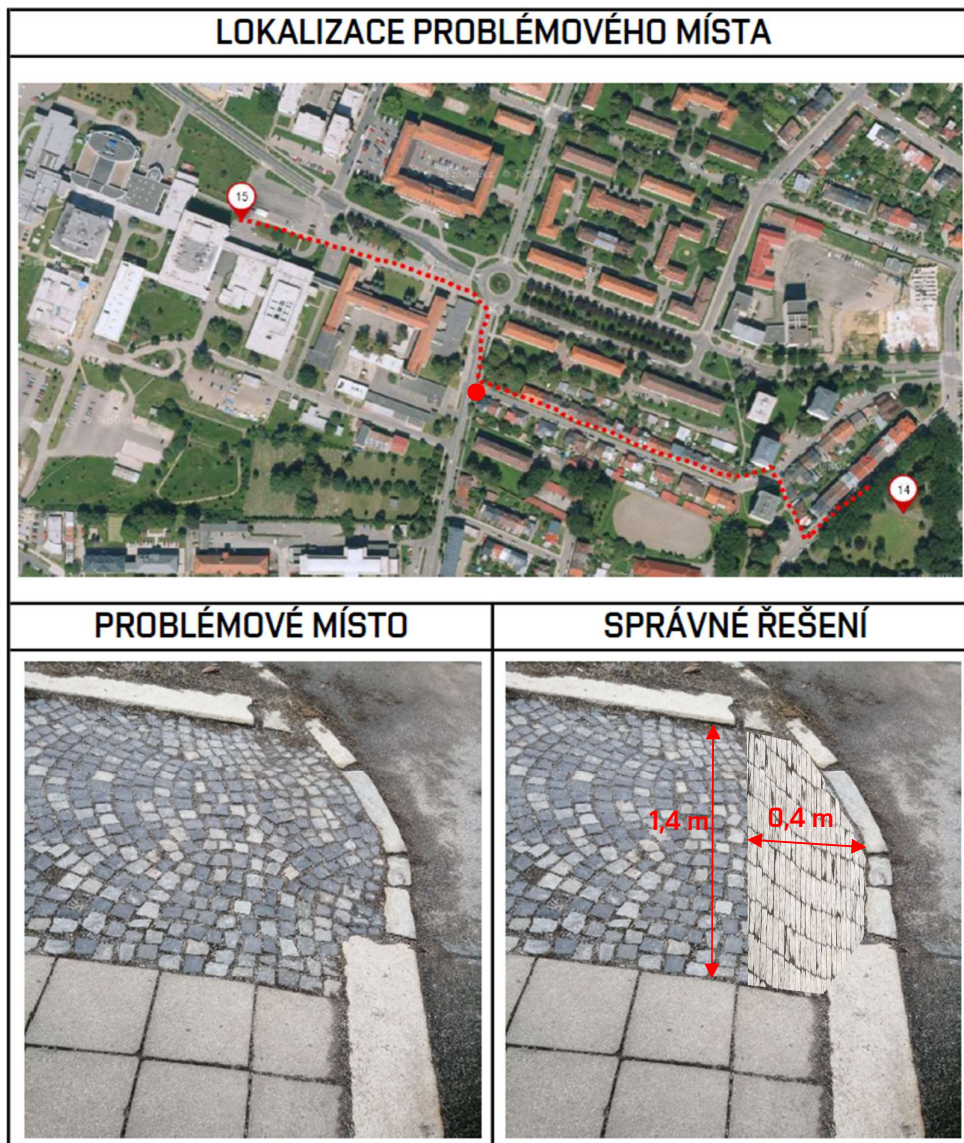 LOKALIZACE PROBLÉMOVÉHO MÍSTA
15
14
PROBLÉMOVÉ MÍSTO
SPRÁVNÉ ŘEŠENÍ
1,4 m
0,4 m